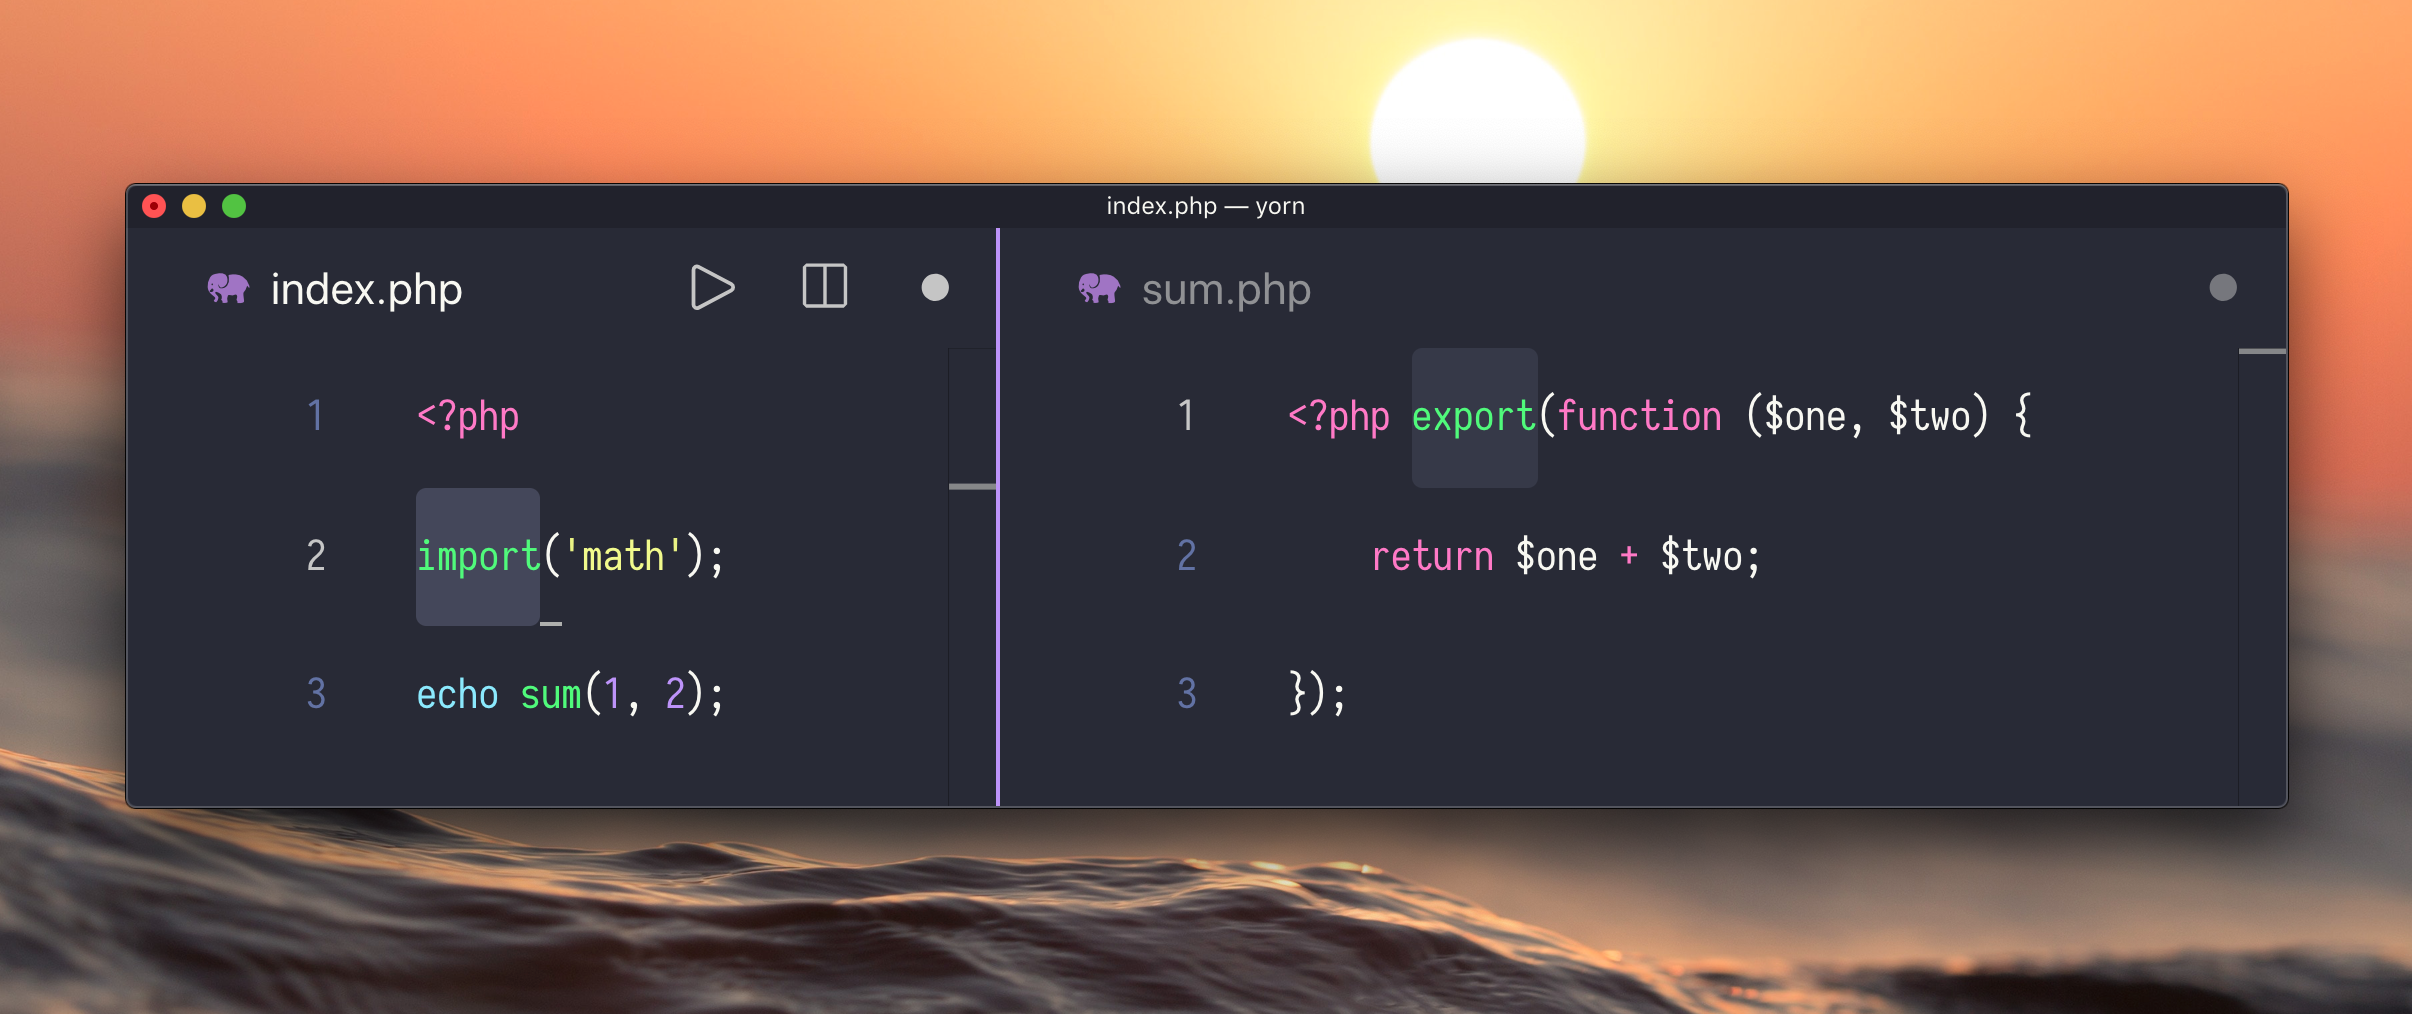 index.php — yorn
index.php
1 <?php
2 import('math');
3 echo sum(1, 2);
sum.php
1 <?php export(function ($one, $two) {
2 return $one + $two;
3 });